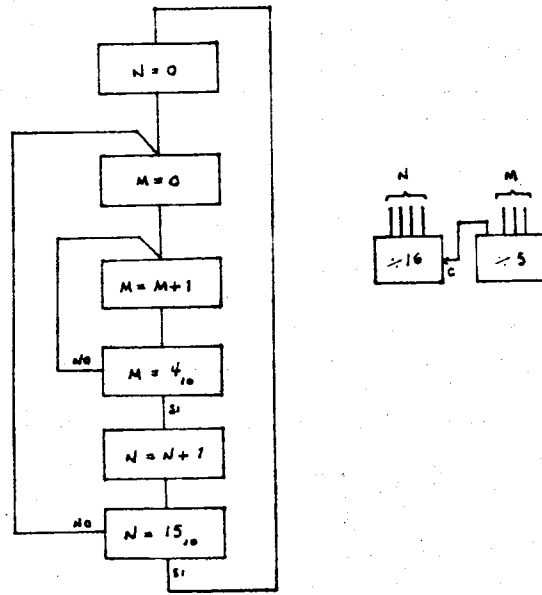 N = 0
M = 0
M = M + 1
NO
M = 4₁₀
SI
N = N + 1
NO
N = 15₁₀
SI
N
M
÷16
C
÷5